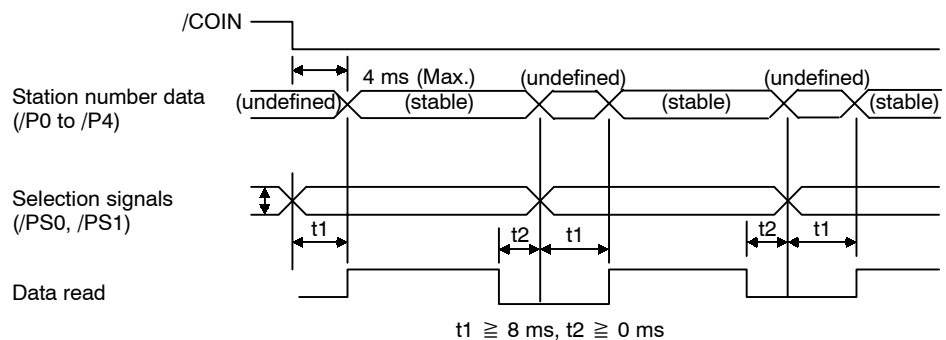 /COIN
4 ms (Max.)
(undefined)
(undefined)
Station number data
(/P0 to /P4)
(undefined)
(stable)
(stable)
(stable)
Selection signals
(/PS0, /PS1)
t1
t2
t1
t2
t1
Data read
t1 ≧ 8 ms, t2 ≧ 0 ms